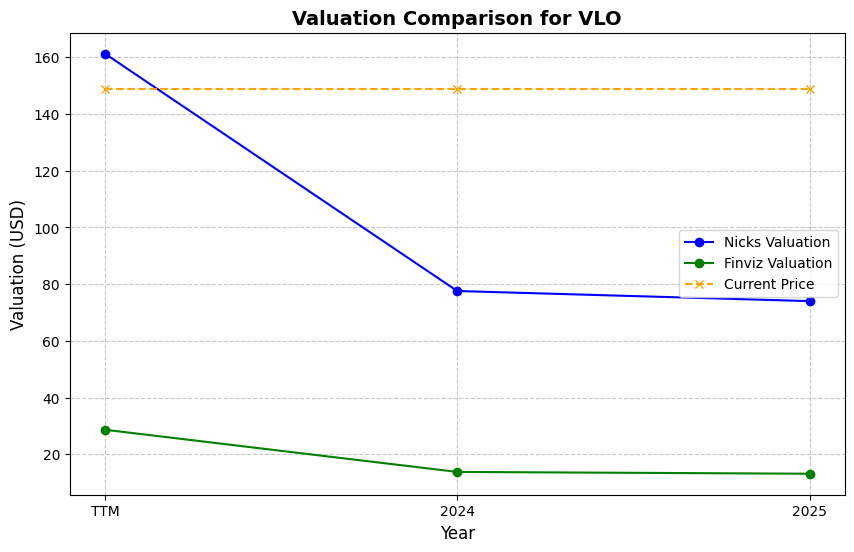 Valuation Comparison for VLO
Valuation (USD)
160
140
120
100
80
60
40
20
Nicks Valuation
Finviz Valuation
Current Price
TTM
2024
2025
Year